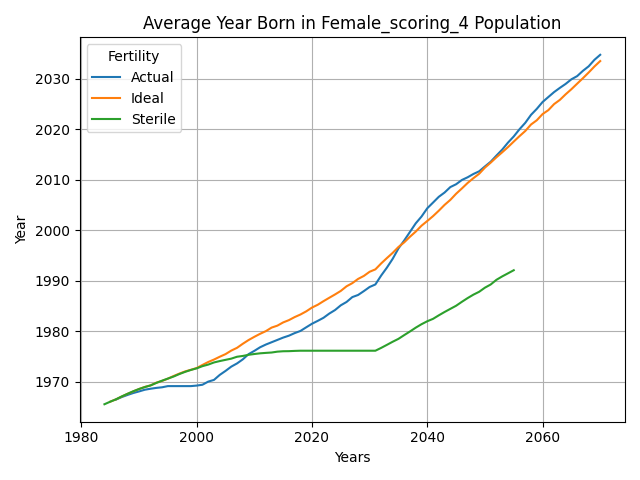 Average Year Born in Female_scoring_4 Population
Fertility
Actual
Ideal
Sterile
2030
2020
2010
2000
1990
1980
1970
Year
1980
2000
2020
2040
2060
Years